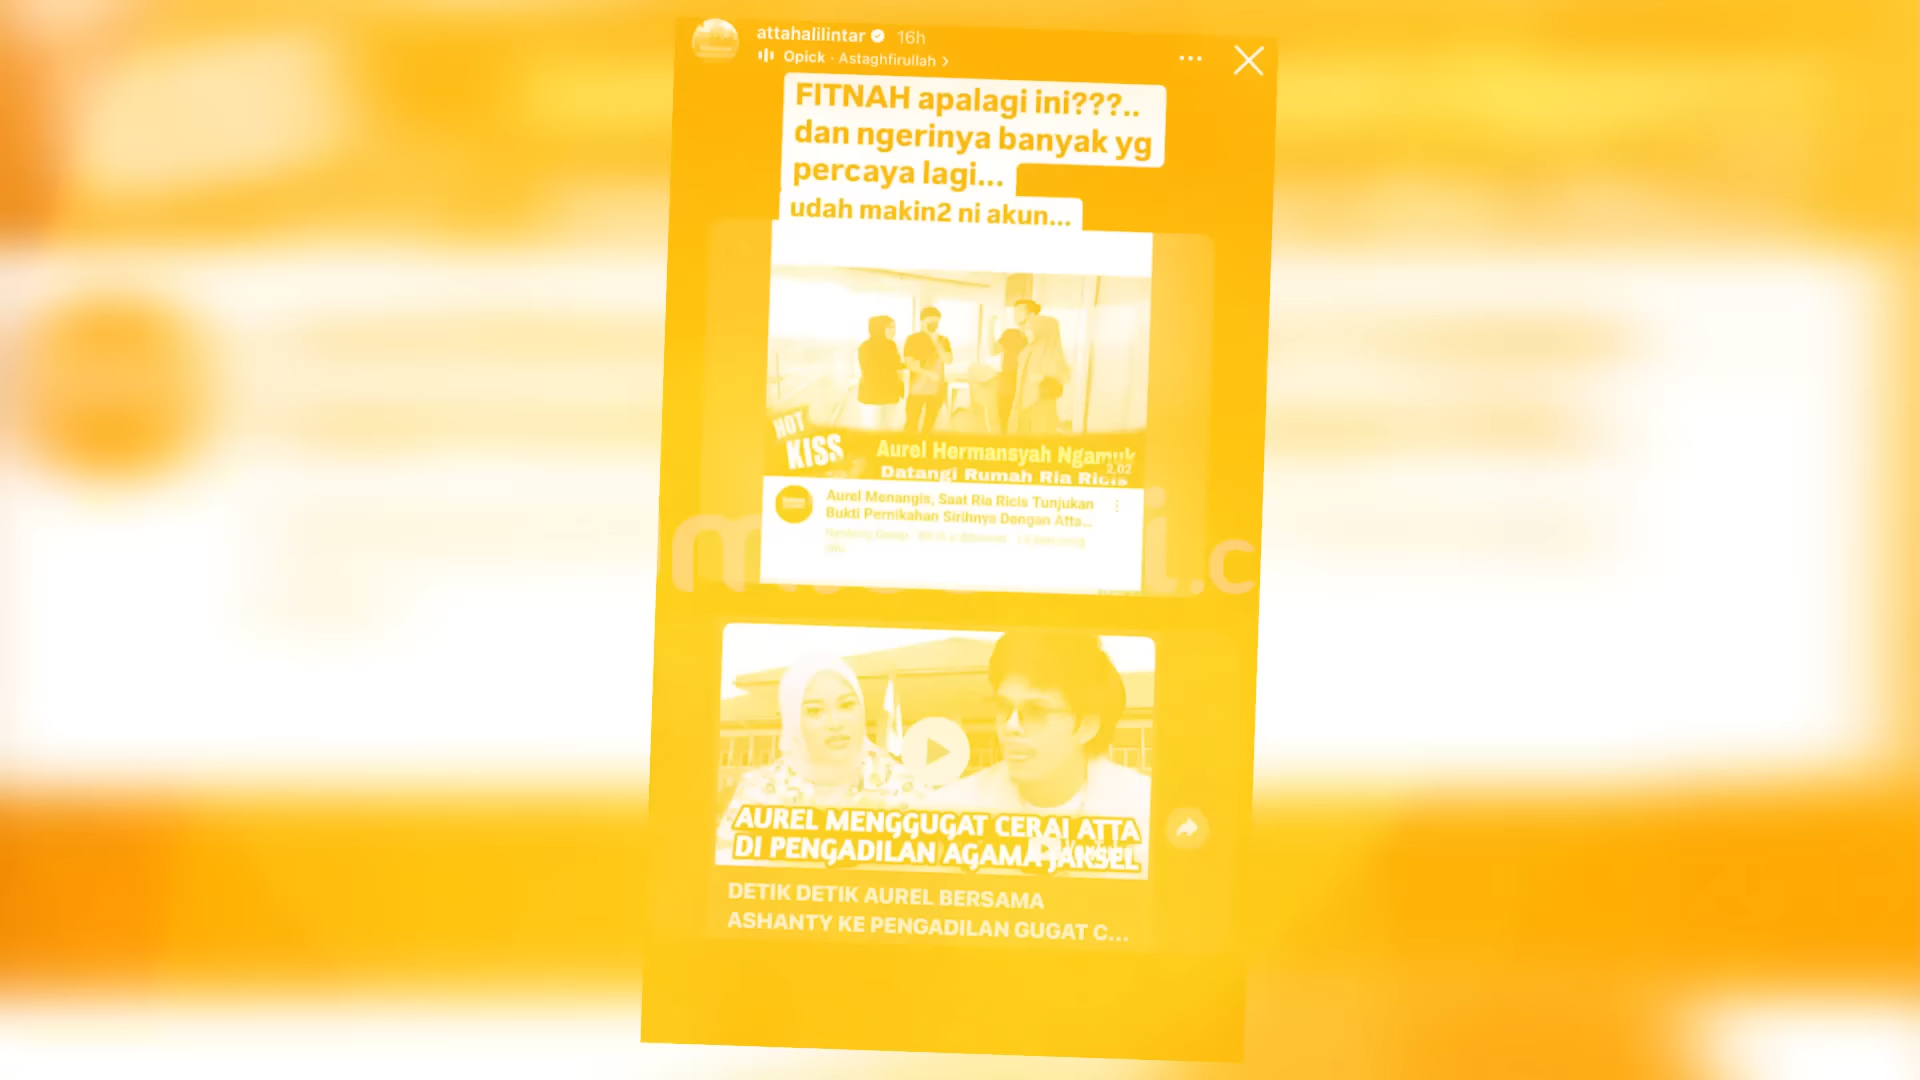 attahalilintar 16h
Opick · Astaghfirullah >
FITNAH apalagi ini???..
dan ngerinya banyak yg
percaya lagi...
udah makin2 ni akun...
HOT
KISS
Aurel Hermansyah Ngamuk
2.02
Datangi Rumah Ria Ricis
Aurel Menangis, Saat Ria Ricis Tunjukan
Bukti Pernikahan Sirihnya Dengan Atta...
AUREL MENGGUGAT CERAI ATTA
DI PENGADILAN AGAMA JAKSEL
DETIK DETIK AUREL BERSAMA
ASHANTY KE PENGADILAN GUGAT C...